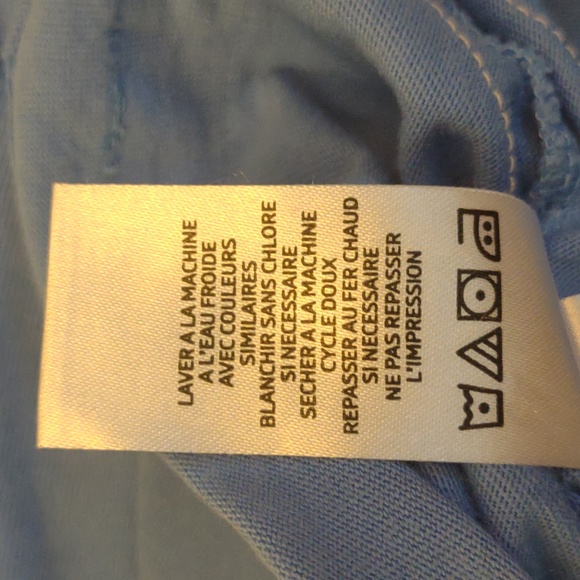 LAVER A LA MACHINE
A L'EAU FROIDE
AVEC COULEURS
SIMILAIRES
BLANCHIR SANS CHLORE
SI NECESSAIRE
SECHER A LA MACHINE
CYCLE DOUX
REPASSER AU FER CHAUD
SI NECESSAIRE
NE PAS REPASSER
L'IMPRESSION